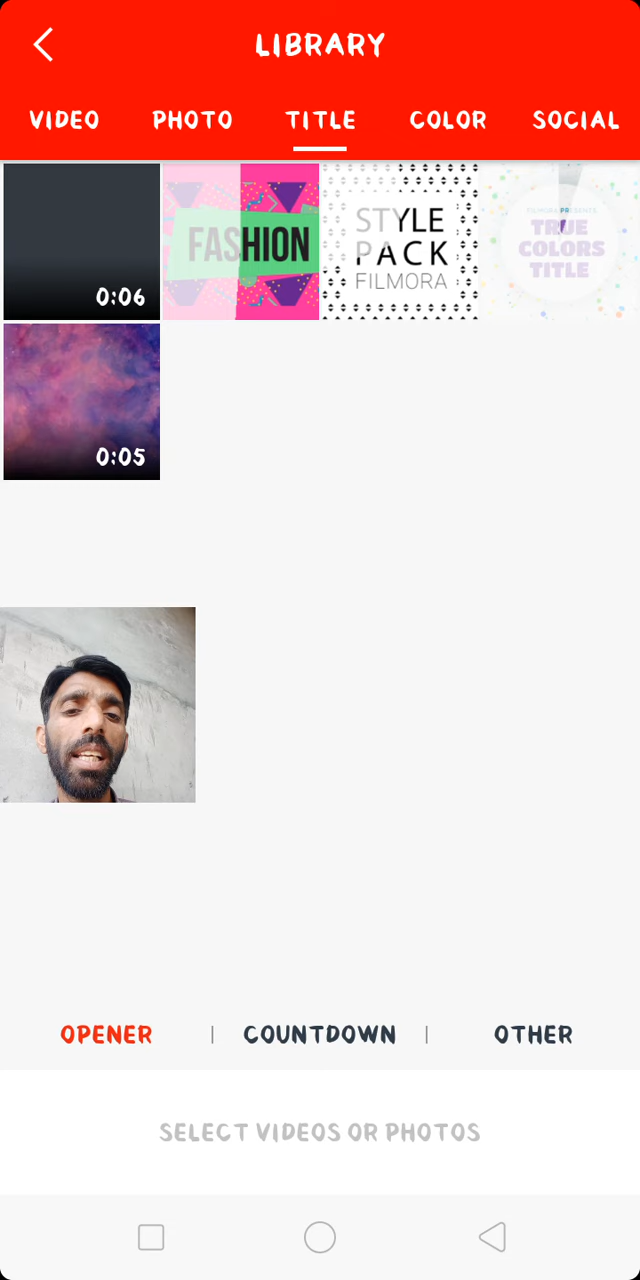 LIBRARY
VIDEO PHOTO TITLE COLOR SOCIAL
0:06
FASHION
STYLE
PACK
FILMORA
FILMORA PRESENTS
TRUE
COLORS
TITLE
0:05
OPENER | COUNTDOWN | OTHER
SELECT VIDEOS OR PHOTOS